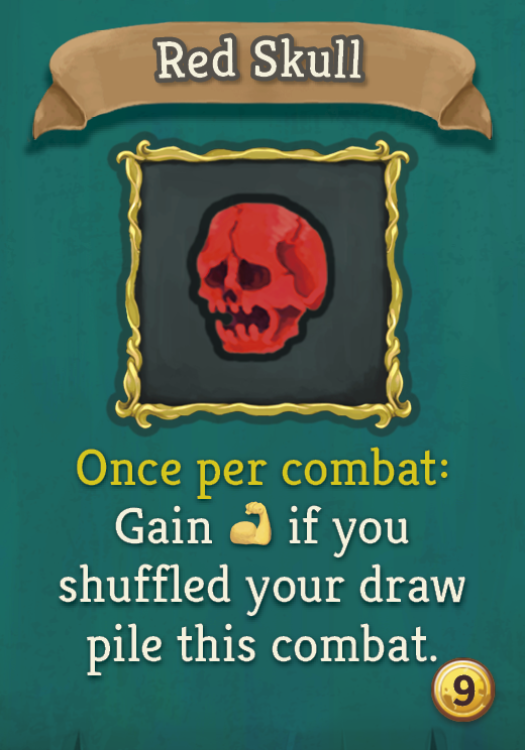 Red Skull
Once per combat:
Gain if you
shuffled your draw
pile this combat.
9